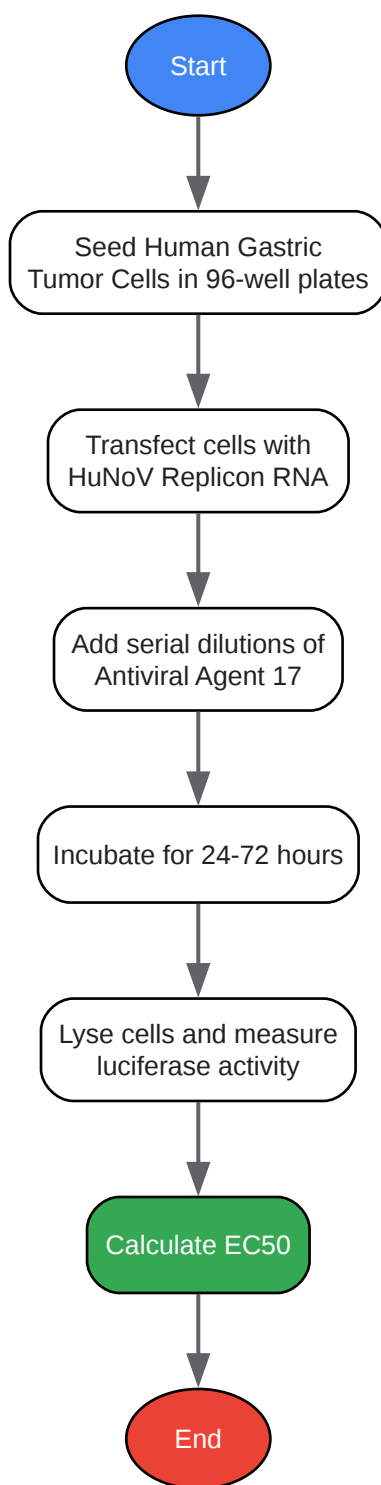 Start
Seed Human Gastric
Tumor Cells in 96-well plates
Transfect cells with
HuNoV Replicon RNA
Add serial dilutions of
Antiviral Agent 17
Incubate for 24-72 hours
Lyse cells and measure
luciferase activity
Calculate EC50
End